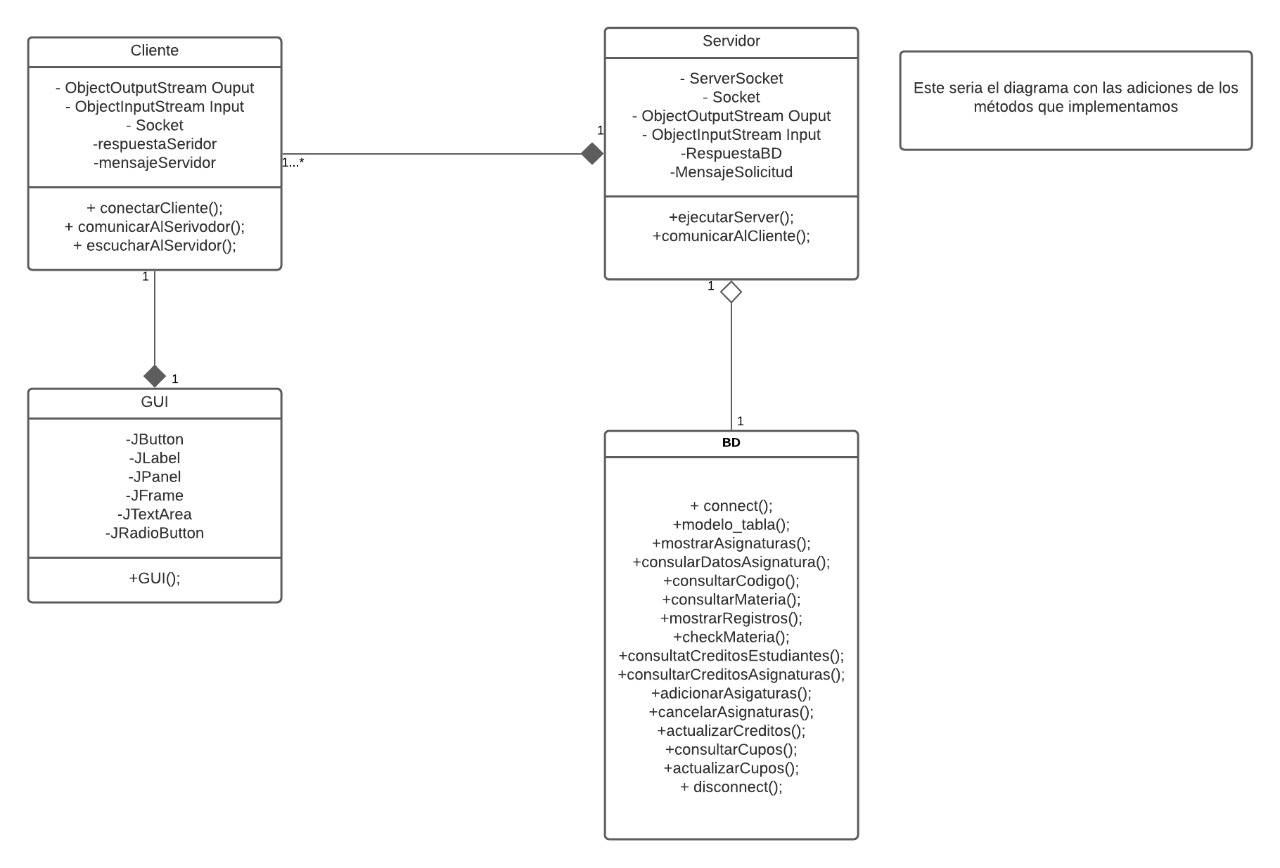 Cliente
- ObjectOutputStream Ouput
- ObjectInputStream Input
- Socket
-respuestaSeridor
-mensajeServidor
+ conectarCliente();
+ comunicarAlSerivodor();
+ escucharAlServidor();
1...*
1
1
Servidor
- ServerSocket
- Socket
- ObjectOutputStream Ouput
- ObjectInputStream Input
-RespuestaBD
-MensajeSolicitud
+ejecutarServer();
+comunicarAlCliente();
Este seria el diagrama con las adiciones de los
métodos que implementamos
1
1
GUI
-JButton
-JLabel
-JPanel
-JFrame
-JTextArea
-JRadioButton
+GUI();
1
BD
+ connect();
+modelo_tabla();
+mostrarAsignaturas();
+consularDatosAsignatura();
+consultarCodigo();
+consultarMateria();
+mostrarRegistros();
+checkMateria();
+consultatCreditosEstudiantes();
+consultarCreditosAsignaturas();
+adicionarAsigaturas();
+cancelarAsignaturas();
+actualizarCreditos();
+consultarCupos();
+actualizarCupos();
+ disconnect();